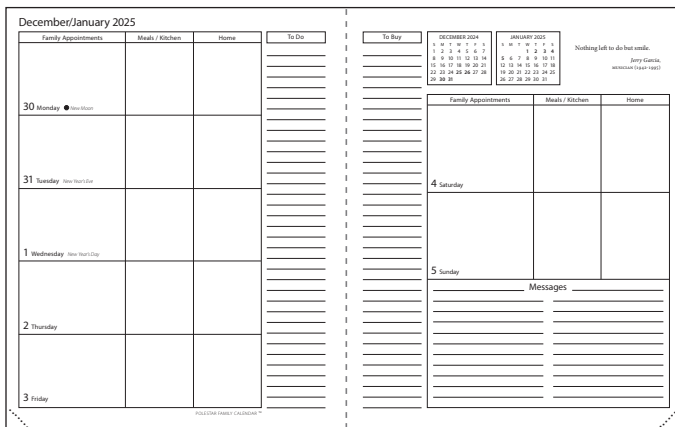 December/January 2025
Family Appointments Meals / Kitchen Home To Do
30 Monday New Moon
31 Tuesday New Year's Eve
1 Wednesday New Year's Day
2 Thursday
3 Friday
POLESTAR FAMILY CALENDAR ™
To Buy
DECEMBER 2024
S M T W T F S
1 2 3 4 5 6 7
8 9 10 11 12 13 14
15 16 17 18 19 20 21
22 23 24 25 26 27 28
29 30 31
JANUARY 2025
S M T W T F S
1 2 3 4
5 6 7 8 9 10 11
12 13 14 15 16 17 18
19 20 21 22 23 24 25
26 27 28 29 30 31
Nothing left to do but smile.
Jerry Garcia,
MUSICIAN (1942-1995)
Family Appointments Meals / Kitchen Home
4 Saturday
5 Sunday
Messages